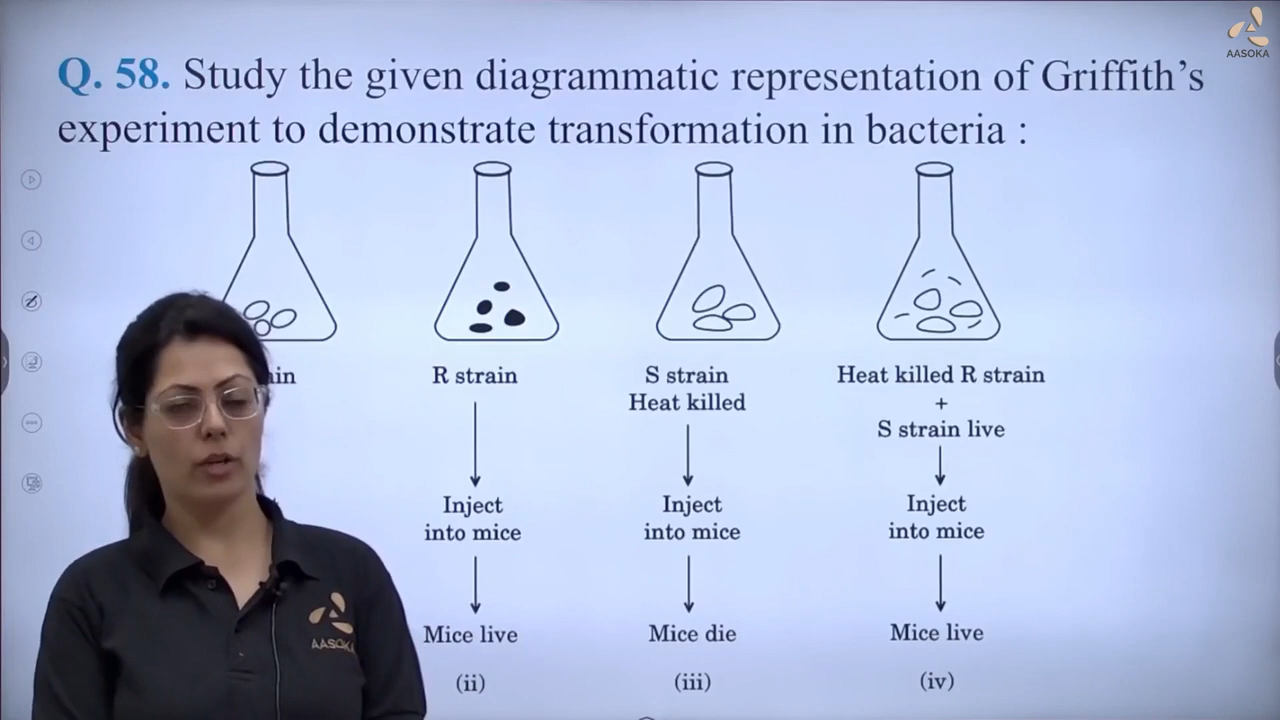 AASOKA
Q. 58. Study the given diagrammatic representation of Griffith's
experiment to demonstrate transformation in bacteria :
R strain
S strain
Heat killed
Heat killed R strain
+
S strain live
Inject
into mice
Inject
into mice
Inject
into mice
Mice live
Mice die
Mice live
(ii)
(iii)
(iv)
AASOKA